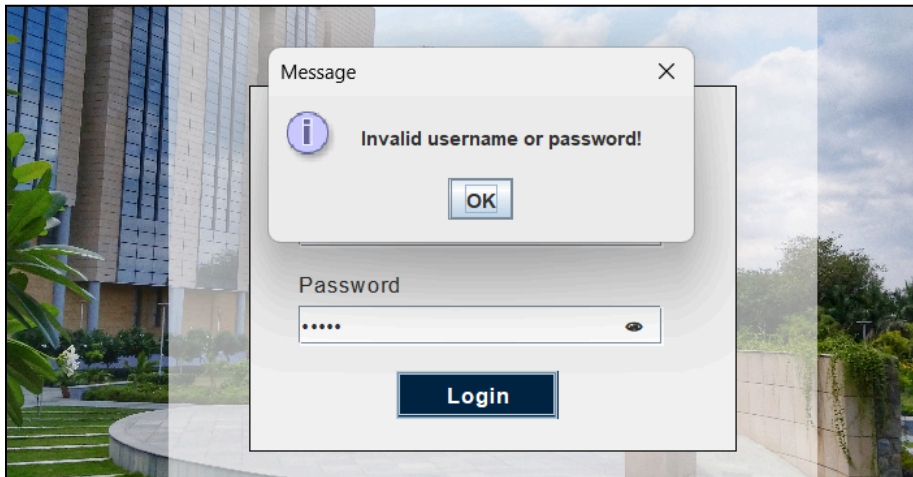 Message
Invalid username or password!
OK
Password
•••••
Login